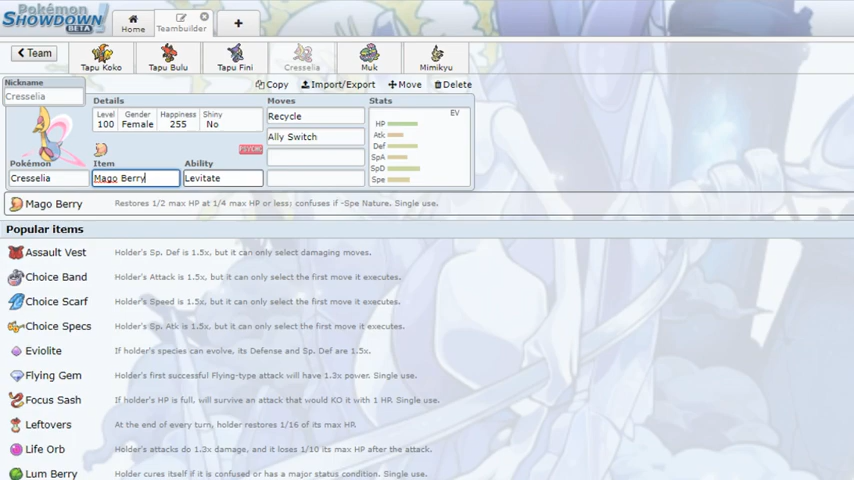 Pokémon
SHOWDOWN
BETA
Home
Teambuilder
+
Team
Tapu Koko
Tapu Bulu
Tapu Fini
Cresselia
Muk
Mimikyu
Nickname
Cresselia
Copy
Import/Export
Move
Delete
Details
Level
Gender
Happiness
Shiny
100
Female
255
No
PSYCHIC
Pokémon
Item
Ability
Cresselia
Mago Berry
Levitate
Moves
Recycle
Ally Switch
Stats
EV
HP
Atk
Def
SpA
SpD
Spe
Mago Berry Restores 1/2 max HP at 1/4 max HP or less; confuses if -Spe Nature. Single use.
Popular items
Assault Vest Holder's Sp. Def is 1.5x, but it can only select damaging moves.
Choice Band Holder's Attack is 1.5x, but it can only select the first move it executes.
Choice Scarf Holder's Speed is 1.5x, but it can only select the first move it executes.
Choice Specs Holder's Sp. Atk is 1.5x, but it can only select the first move it executes.
Eviolite If holder's species can evolve, its Defense and Sp. Def are 1.5x.
Flying Gem Holder's first successful Flying-type attack will have 1.3x power. Single use.
Focus Sash If holder's HP is full, will survive an attack that would KO it with 1 HP. Single use.
Leftovers At the end of every turn, holder restores 1/16 of its max HP.
Life Orb Holder's attacks do 1.3x damage, and it loses 1/10 its max HP after the attack.
Lum Berry Holder cures itself if it is confused or has a major status condition. Single use.